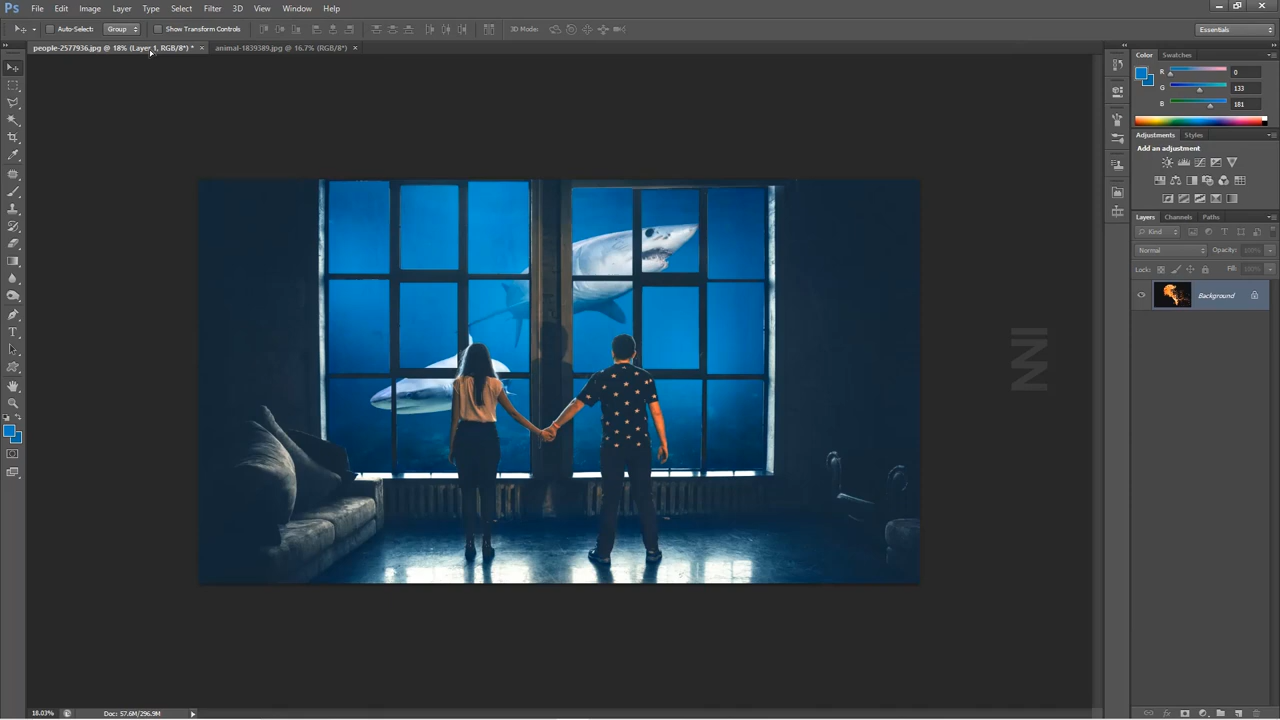 Ps File Edit Image Layer Type Select Filter 3D View Window Help
Auto-Select: Group Show Transform Controls 3D Mode: Essentials
people-2577936.jpg @ 18% (Layer 1, RGB/8*) * × animal-1839389.jpg @ 16.7% (RGB/8*) ×
Color Swatches
R 0
G 133
B 181
Adjustments Styles
Add an adjustment
Layers Channels Paths
Kind
Normal Opacity: 100%
Lock: Fill: 100%
Background
INN
18.03% Doc: 57.6M/296.9M